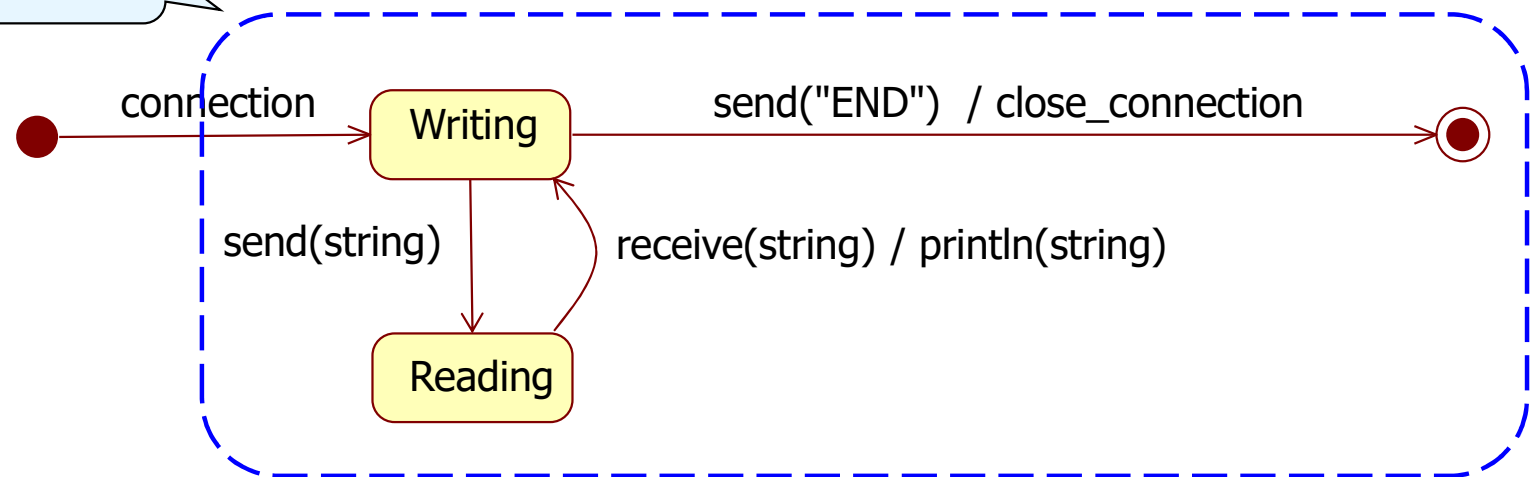 connection
Writing
send("END")  / close_connection
send(string)
receive(string) / println(string)
Reading